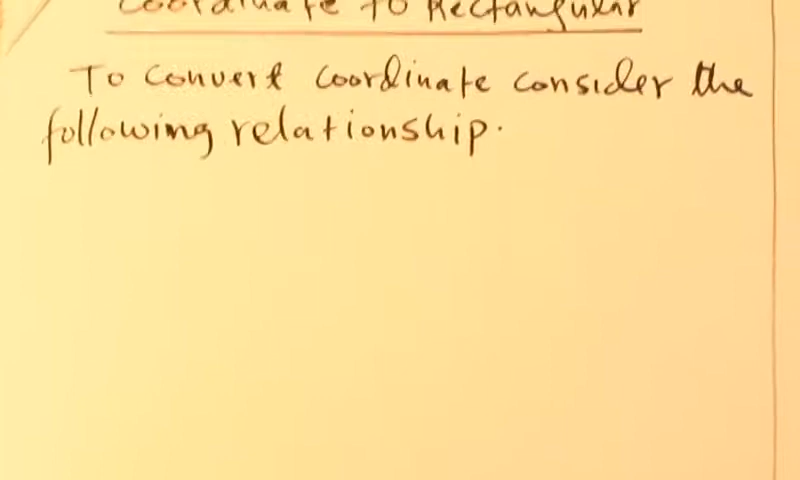 Coordinate to Rectangular
To convert coordinate consider the
following relationship.